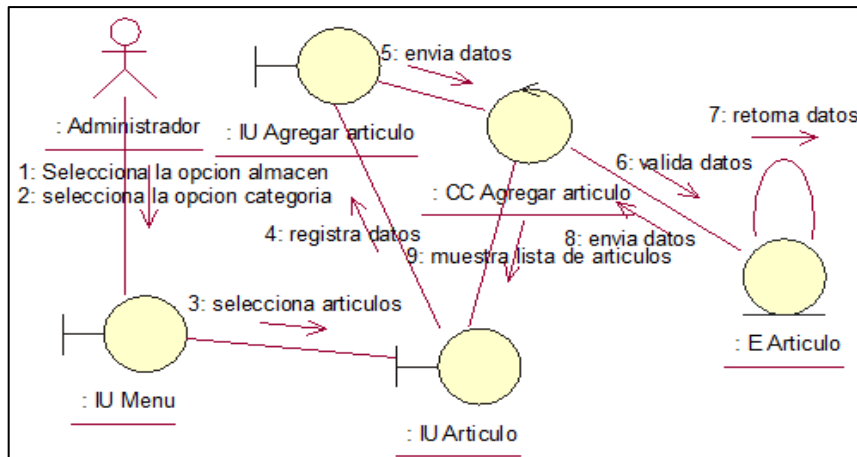 5: envia datos
: Administrador
: IU Agregar articulo
7: retorna datos
1: Selecciona la opcion almacen
2: selecciona la opcion categoria
6: valida datos
: CC Agregar articulo
4: registra datos
8: envia datos
9: muestra lista de articulos
3: selecciona articulos
: E Articulo
: IU Menu
: IU Articulo